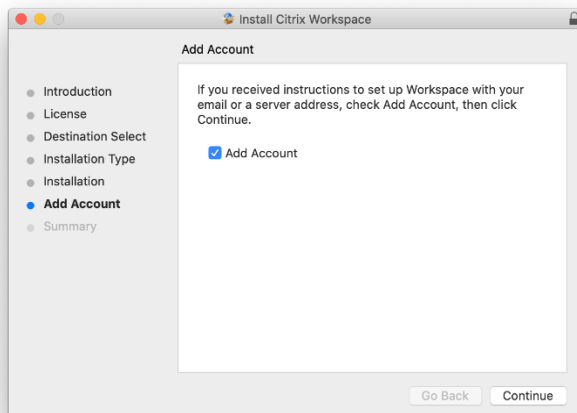 Install Citrix Workspace
Add Account
Introduction
License
Destination Select
Installation Type
Installation
Add Account
Summary
If you received instructions to set up Workspace with your
email or a server address, check Add Account, then click
Continue.
Add Account
Go Back
Continue